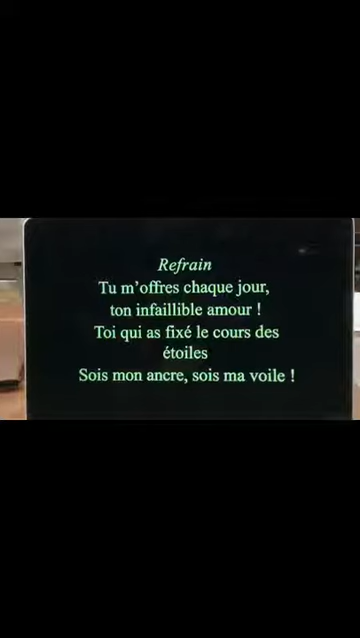 Refrain
Tu m'offres chaque jour,
ton infaillible amour !
Toi qui as fixé le cours des
étoiles
Sois mon ancre, sois ma voile !